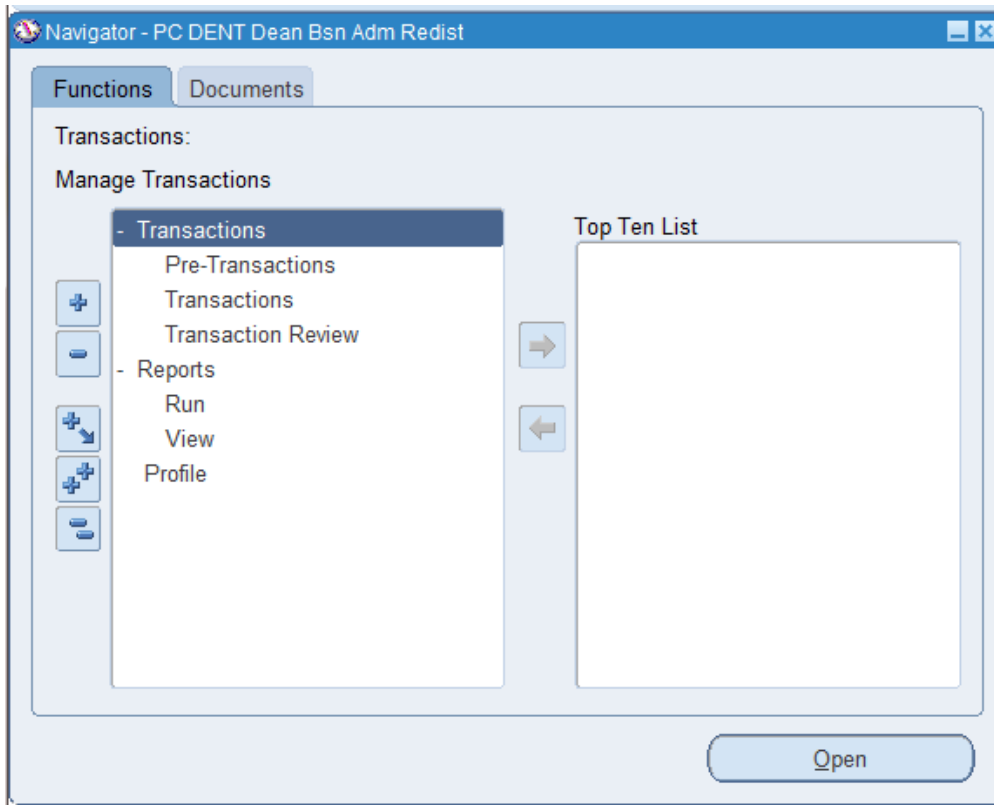 Navigator - PC DENT Dean Bsn Adm Redist
Functions Documents
Transactions:
Manage Transactions
- Transactions
Pre-Transactions
Transactions
Transaction Review
- Reports
Run
View
Profile
Top Ten List
Open